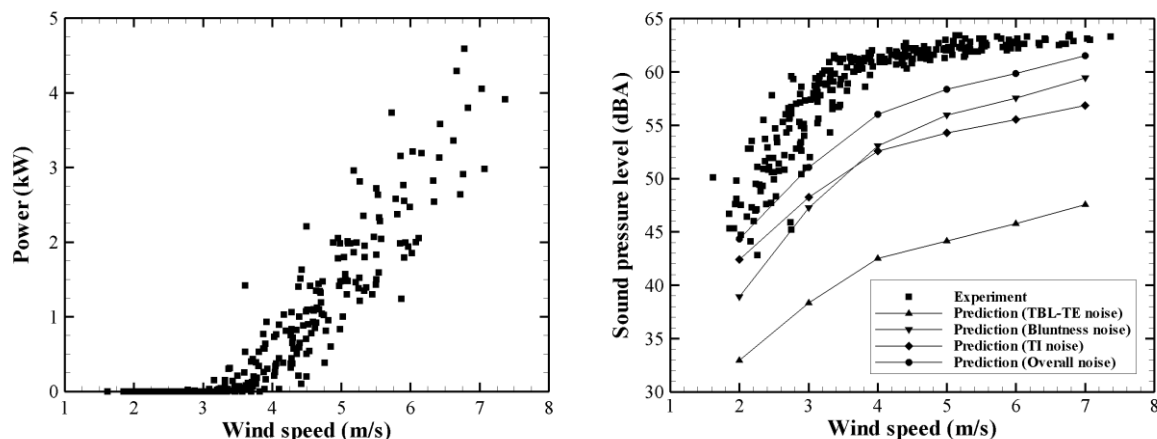 Power (kW)
5
4
3
2
1
0
1 2 3 4 5 6 7 8
Wind speed (m/s)
Sound pressure level (dBA)
65
60
55
50
45
40
35
30
Experiment
Prediction (TBL-TE noise)
Prediction (Bluntness noise)
Prediction (TI noise)
Prediction (Overall noise)
1 2 3 4 5 6 7 8
Wind speed (m/s)